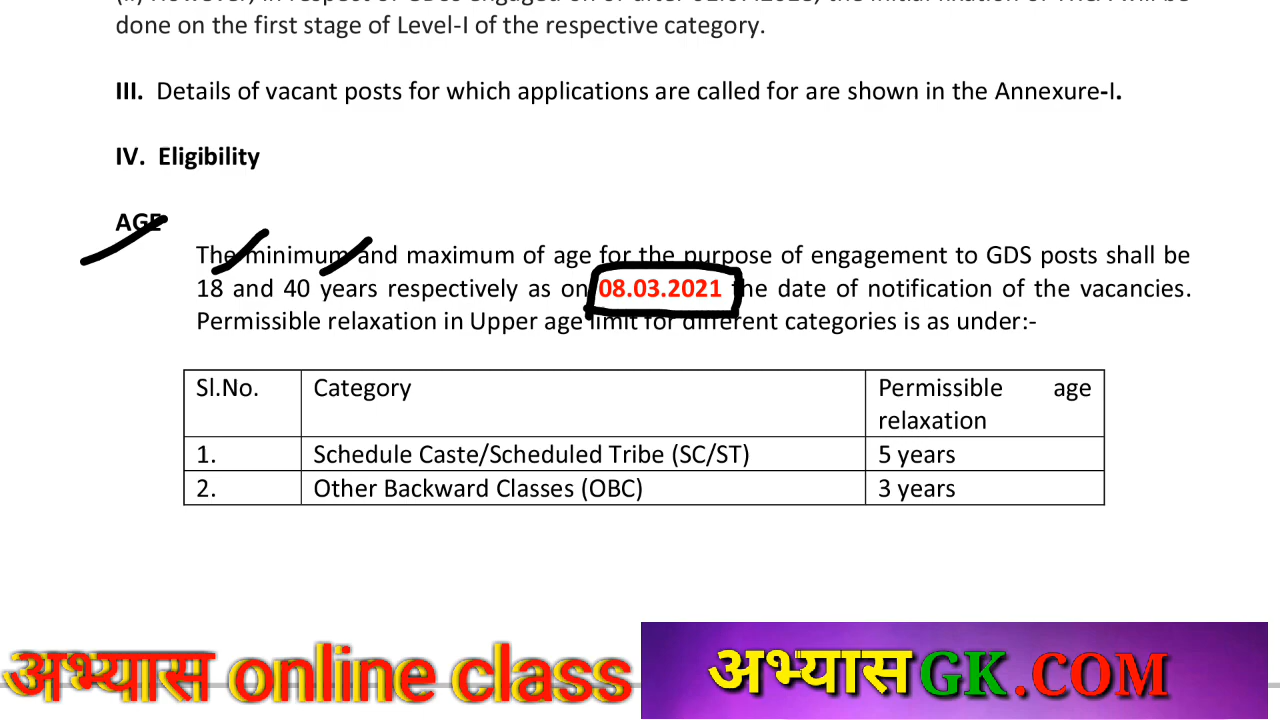 done on the first stage of Level-I of the respective category.
III. Details of vacant posts for which applications are called for are shown in the Annexure-I.
IV. Eligibility
AGE
The minimum and maximum of age for the purpose of engagement to GDS posts shall be
18 and 40 years respectively as on 08.03.2021 the date of notification of the vacancies.
Permissible relaxation in Upper age limit for different categories is as under:-
Sl.No. Category Permissible age
relaxation
1. Schedule Caste/Scheduled Tribe (SC/ST) 5 years
2. Other Backward Classes (OBC) 3 years
अभ्यास online class
अभ्यास GK.COM